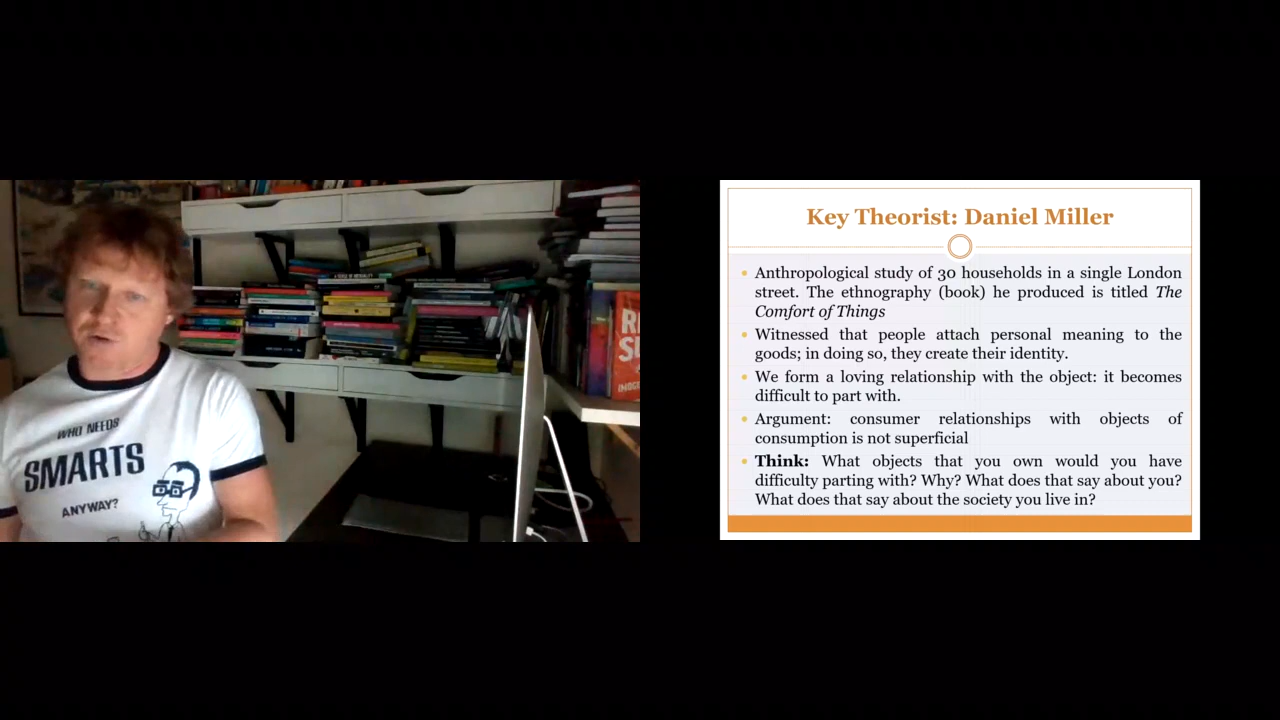 WHO NEEDS
SMARTS
ANYWAY?
Key Theorist: Daniel Miller
Anthropological study of 30 households in a single London
street. The ethnography (book) he produced is titled The
Comfort of Things
Witnessed that people attach personal meaning to the
goods; in doing so, they create their identity.
We form a loving relationship with the object: it becomes
difficult to part with.
Argument: consumer relationships with objects of
consumption is not superficial
Think: What objects that you own would you have
difficulty parting with? Why? What does that say about you?
What does that say about the society you live in?